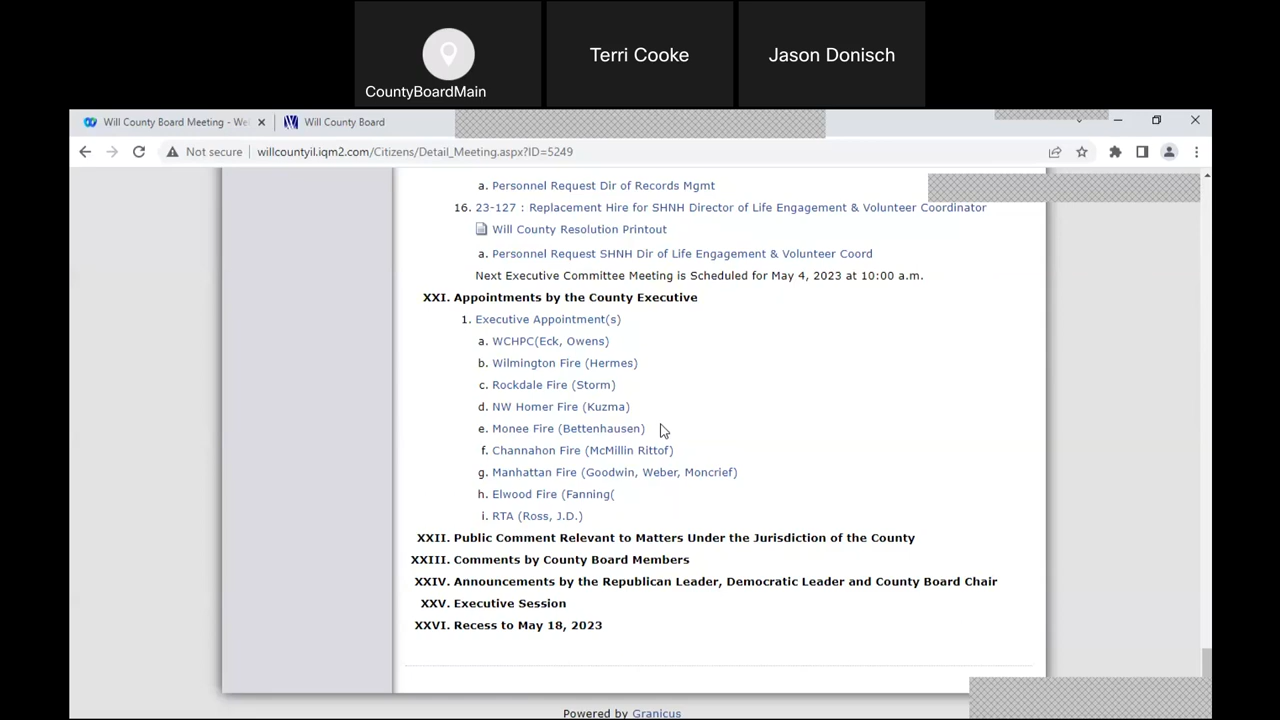 CountyBoardMain
Terri Cooke
Jason Donisch
Will County Board Meeting - We
Will County Board
Not secure
willcountyil.iqm2.com/Citizens/Detail_Meeting.aspx?ID=5249
a. Personnel Request Dir of Records Mgmt
16. 23-127 : Replacement Hire for SHNH Director of Life Engagement & Volunteer Coordinator
Will County Resolution Printout
a. Personnel Request SHNH Dir of Life Engagement & Volunteer Coord
Next Executive Committee Meeting is Scheduled for May 4, 2023 at 10:00 a.m.
XXI. Appointments by the County Executive
1. Executive Appointment(s)
a. WCHPC(Eck, Owens)
b. Wilmington Fire (Hermes)
c. Rockdale Fire (Storm)
d. NW Homer Fire (Kuzma)
e. Monee Fire (Bettenhausen)
f. Channahon Fire (McMillin Rittof)
g. Manhattan Fire (Goodwin, Weber, Moncrief)
h. Elwood Fire (Fanning(
i. RTA (Ross, J.D.)
XXII. Public Comment Relevant to Matters Under the Jurisdiction of the County
XXIII. Comments by County Board Members
XXIV. Announcements by the Republican Leader, Democratic Leader and County Board Chair
XXV. Executive Session
XXVI. Recess to May 18, 2023
Powered by Granicus